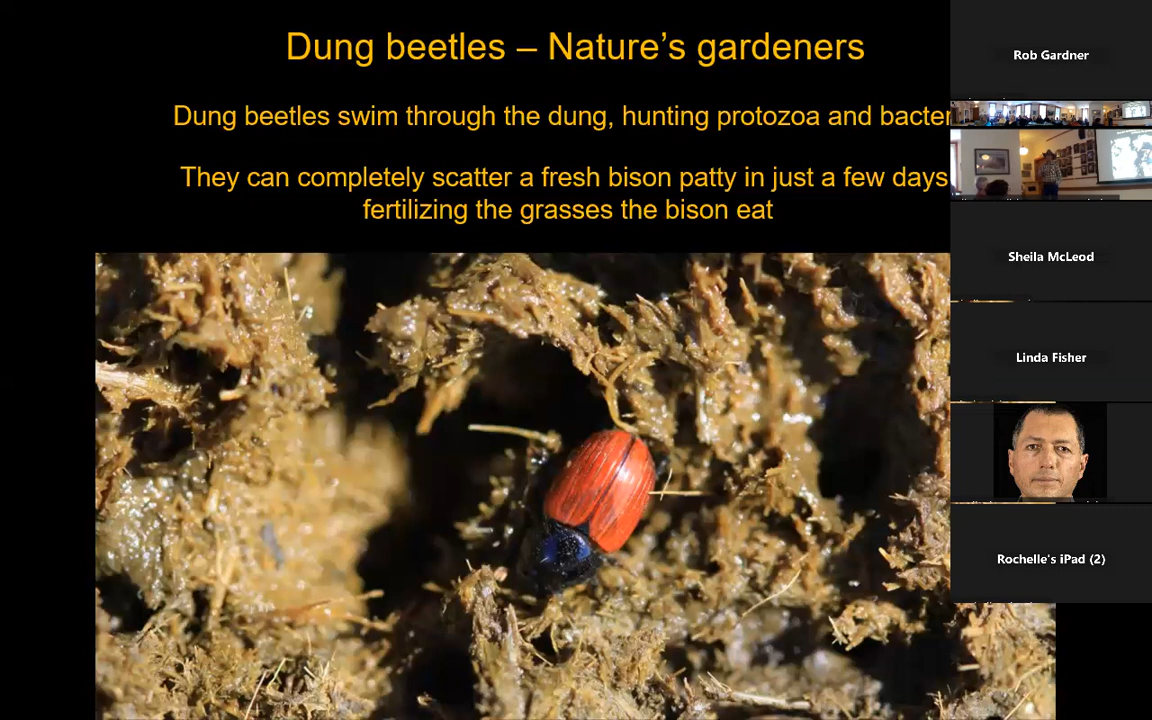 Dung beetles – Nature’s gardeners
Dung beetles swim through the dung, hunting protozoa and bacter
They can completely scatter a fresh bison patty in just a few days
fertilizing the grasses the bison eat
Rob Gardner
Sheila McLeod
Linda Fisher
Rochelle's iPad (2)